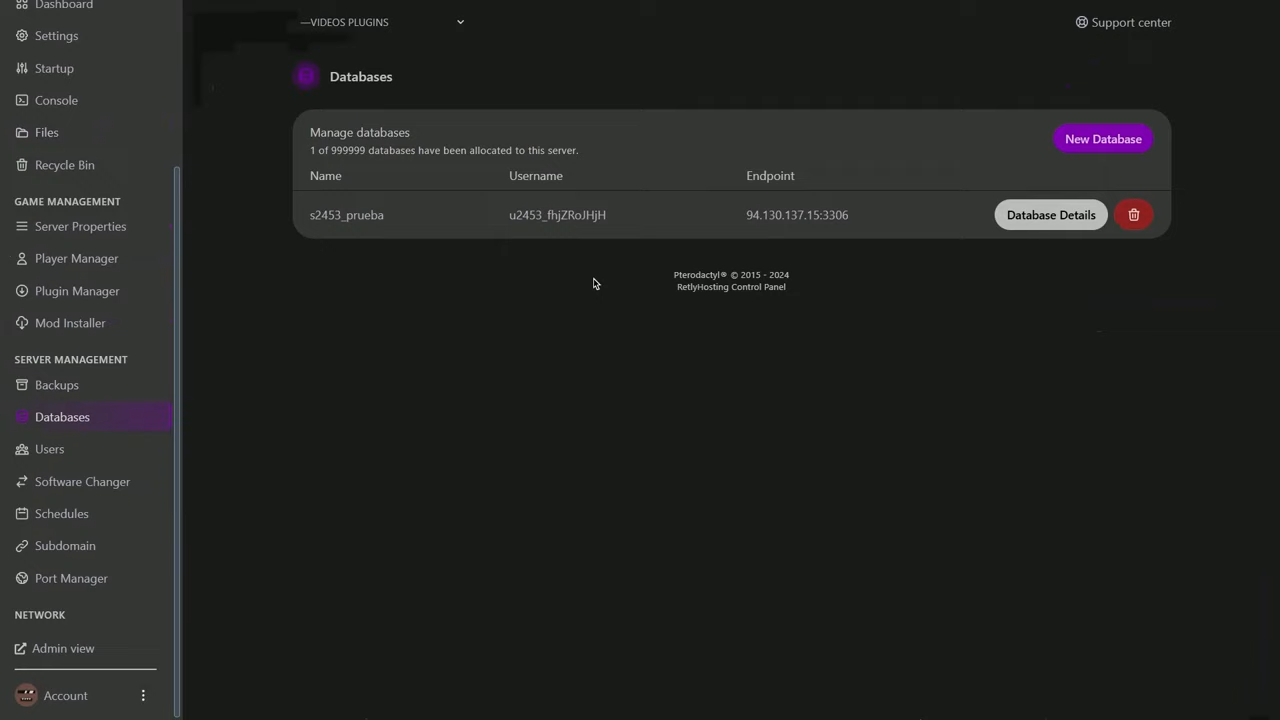 Dashboard
Settings
Startup
Console
Files
Recycle Bin
GAME MANAGEMENT
Server Properties
Player Manager
Plugin Manager
Mod Installer
SERVER MANAGEMENT
Backups
Databases
Users
Software Changer
Schedules
Subdomain
Port Manager
NETWORK
Admin view
Account
—VIDEOS PLUGINS
Support center
Databases
Manage databases
1 of 999999 databases have been allocated to this server.
New Database
Name Username Endpoint
s2453_prueba u2453_fhjZRoJHjH 94.130.137.15:3306 Database Details
Pterodactyl® © 2015 - 2024
RetlyHosting Control Panel